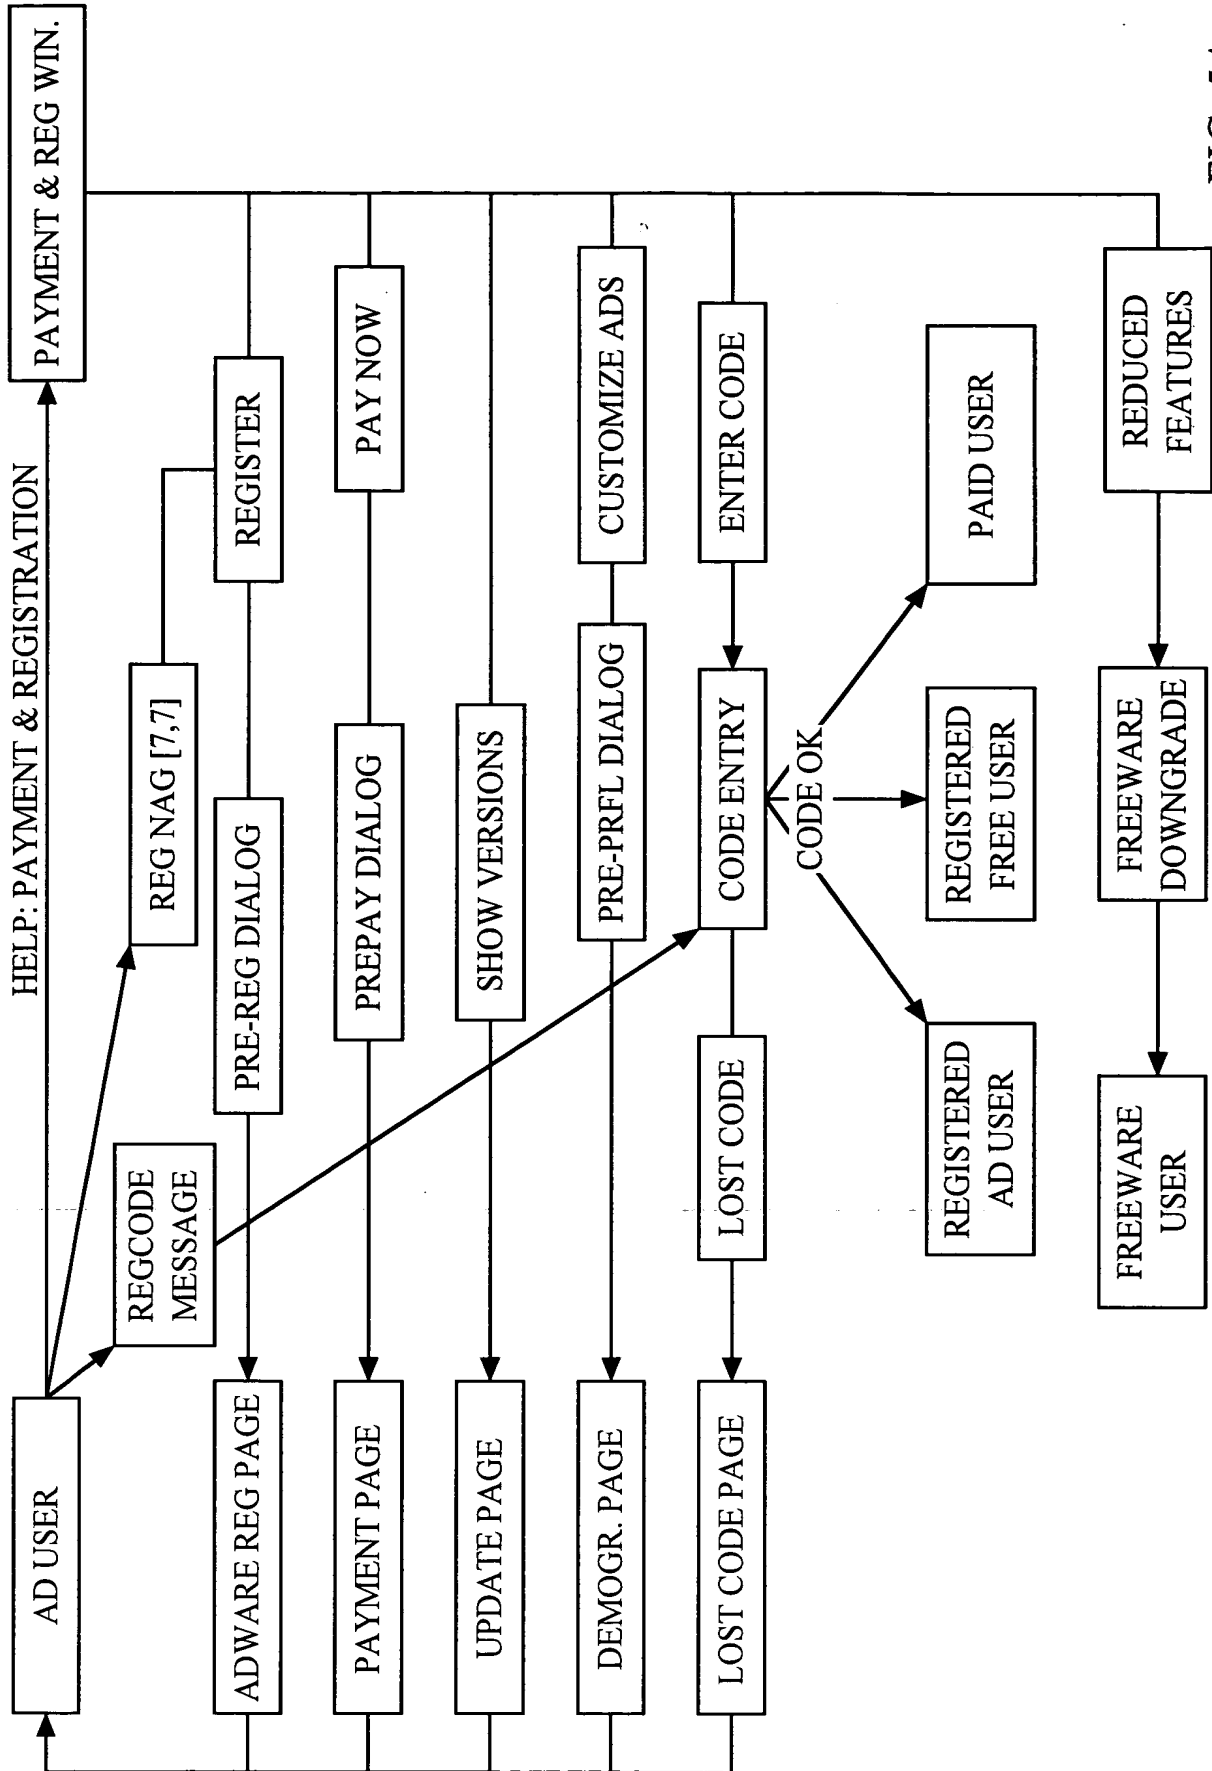 AD USER
HELP: PAYMENT & REGISTRATION
PAYMENT & REG WIN.
REGCODE
MESSAGE
REG NAG [7,7]
ADWARE REG PAGE
PRE-REG DIALOG
REGISTER
PAYMENT PAGE
PREPAY DIALOG
PAY NOW
UPDATE PAGE
SHOW VERSIONS
DEMOGR. PAGE
PRE-PRFL DIALOG
CUSTOMIZE ADS
LOST CODE PAGE
LOST CODE
CODE ENTRY
ENTER CODE
CODE OK
REGISTERED
AD USER
REGISTERED
FREE USER
PAID USER
FREEWARE
USER
FREEWARE
DOWNGRADE
REDUCED
FEATURES